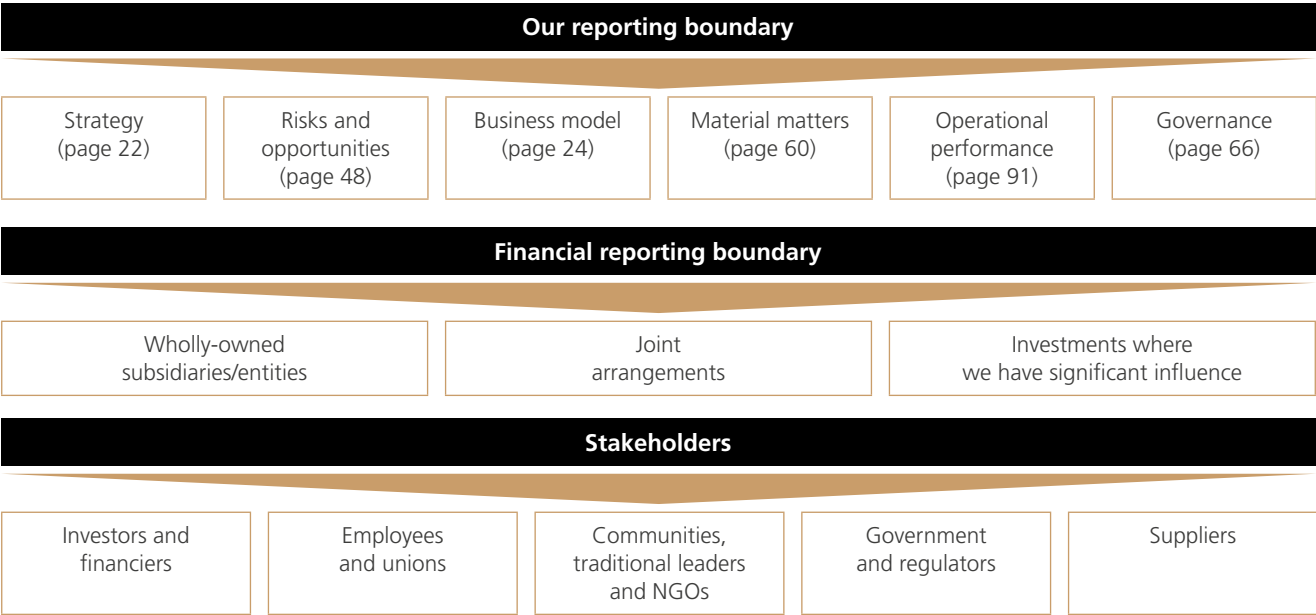 Our reporting boundary
Strategy
(page 22)
Risks and
opportunities
(page 48)
Business model
(page 24)
Material matters
(page 60)
Operational
performance
(page 91)
Governance
(page 66)
Financial reporting boundary
Wholly-owned
subsidiaries/entities
Joint
arrangements
Investments where
we have significant influence
Stakeholders
Investors and
financiers
Employees
and unions
Communities,
traditional leaders
and NGOs
Government
and regulators
Suppliers